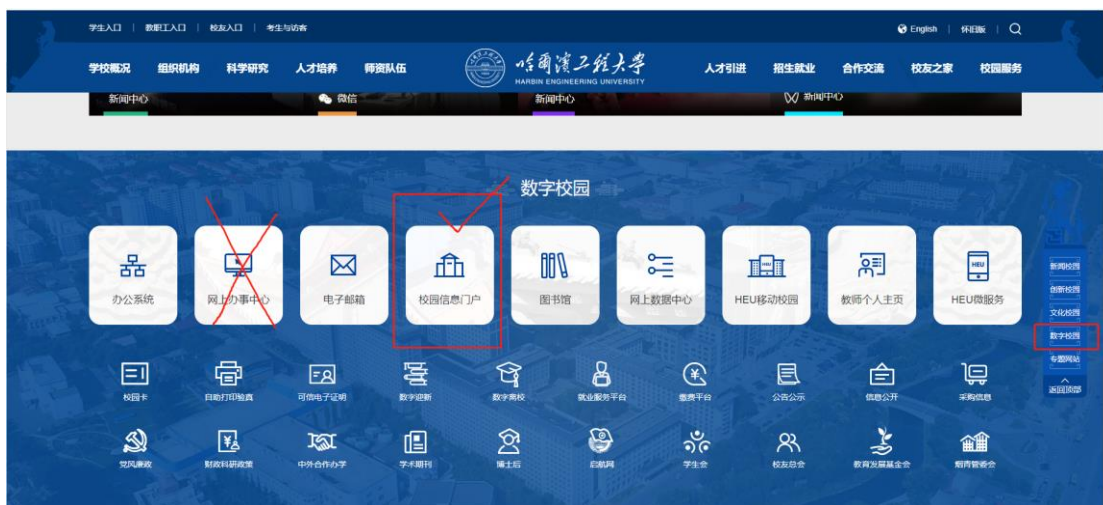 学生入口 | 教职工入口 | 校友入口 | 考生与访客 English | 怀旧版
学校概况 组织机构 科学研究 人才培养 师资队伍 哈尔滨工程大学 人才引进 招生就业 合作交流 校友之家 校园服务
HARBIN ENGINEERING UNIVERSITY
新闻中心 微信 新闻中心 新闻中心
数字校园
办公系统 网上办事中心 电子邮箱 校园信息门户 图书馆 网上数据中心 HEU移动校园 教师个人主页 HEU微服务
校园卡 自助打印验真 可信电子证明 数字迎新 数字离校 就业服务平台 缴费平台 公告公示 信息公开 采购信息
党风廉政 财政科研政策 中外合作办学 学术期刊 博士后 启航网 学生会 校友总会 教育发展基金会 烟青管委会
新闻校园
创新校园
文化校园
数字校园
专题网站
返回顶部